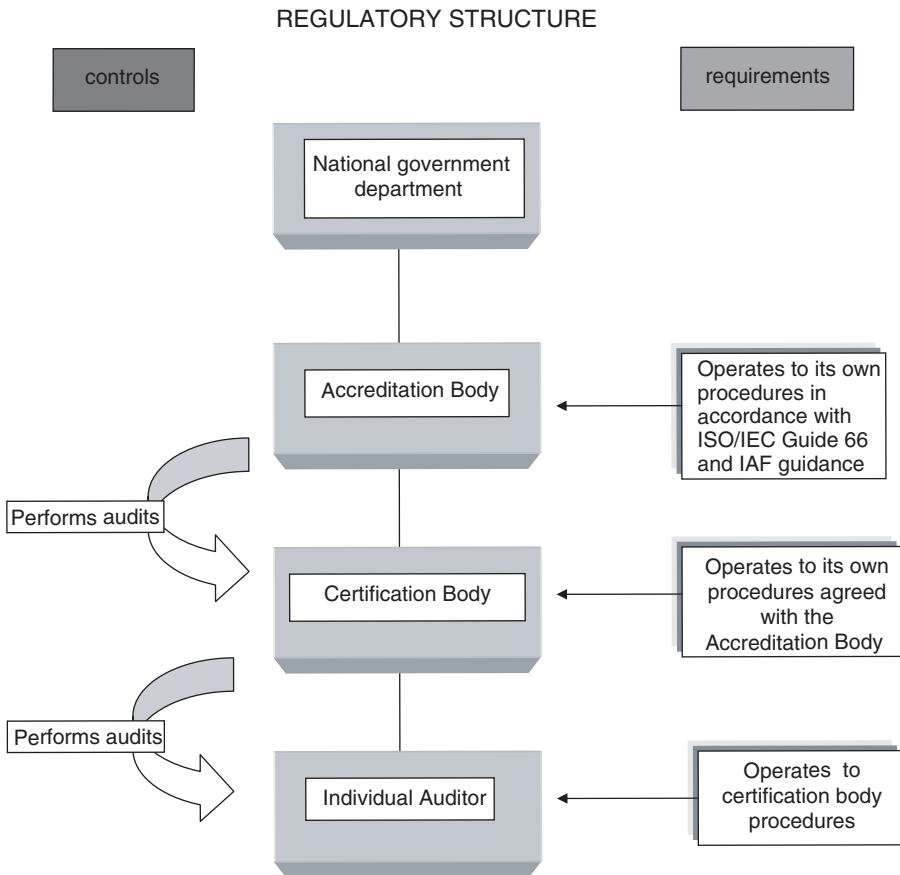 REGULATORY STRUCTURE
controls
requirements
National government
department
Accreditation Body
Operates to its own
procedures in
accordance with
ISO/IEC Guide 66
and IAF guidance
Performs audits
Certification Body
Operates to its own
procedures agreed
with the
Accreditation Body
Performs audits
Individual Auditor
Operates to
certification body
procedures